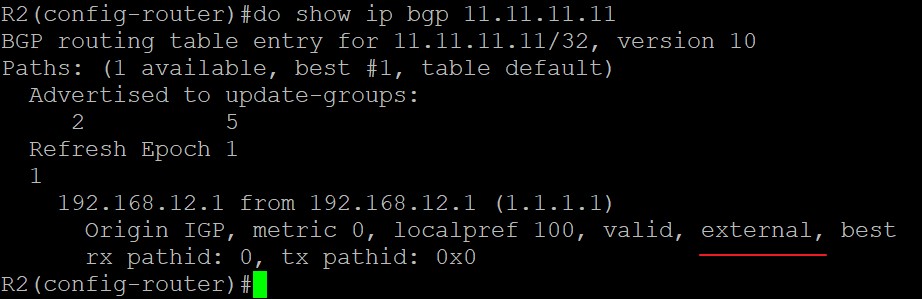 R2(config-router)#do show ip bgp 11.11.11.11
BGP routing table entry for 11.11.11.11/32, version 10
Paths: (1 available, best #1, table default)
  Advertised to update-groups:
     2          5
  Refresh Epoch 1
  1
    192.168.12.1 from 192.168.12.1 (1.1.1.1)
      Origin IGP, metric 0, localpref 100, valid, external, best
      rx pathid: 0, tx pathid: 0x0
R2(config-router)#